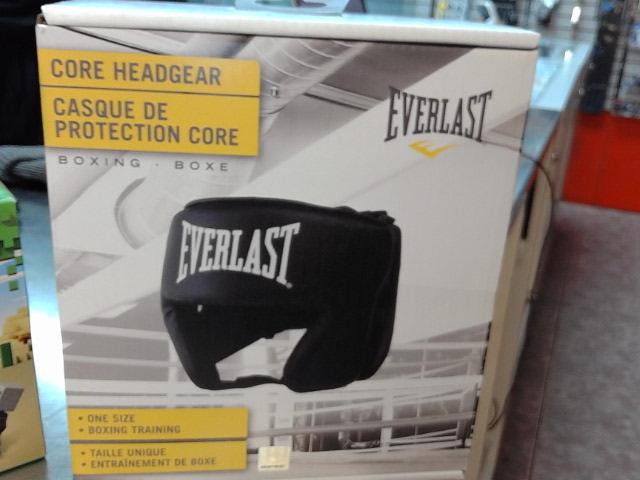 CORE HEADGEAR
CASQUE DE
PROTECTION CORE
BOXING · BOXE
EVERLAST
EVERLAST
• ONE SIZE
• BOXING TRAINING
• TAILLE UNIQUE
• ENTRAÎNEMENT DE BOXE